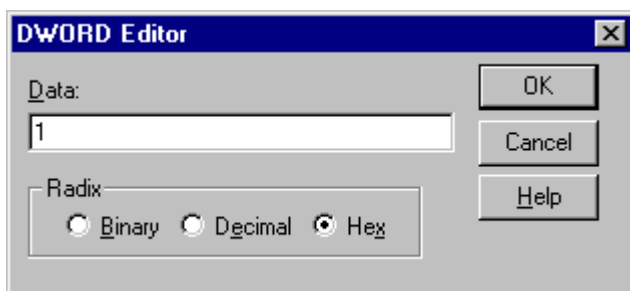 DWORD Editor
Data:
1
Radix
Binary Decimal Hex
OK
Cancel
Help